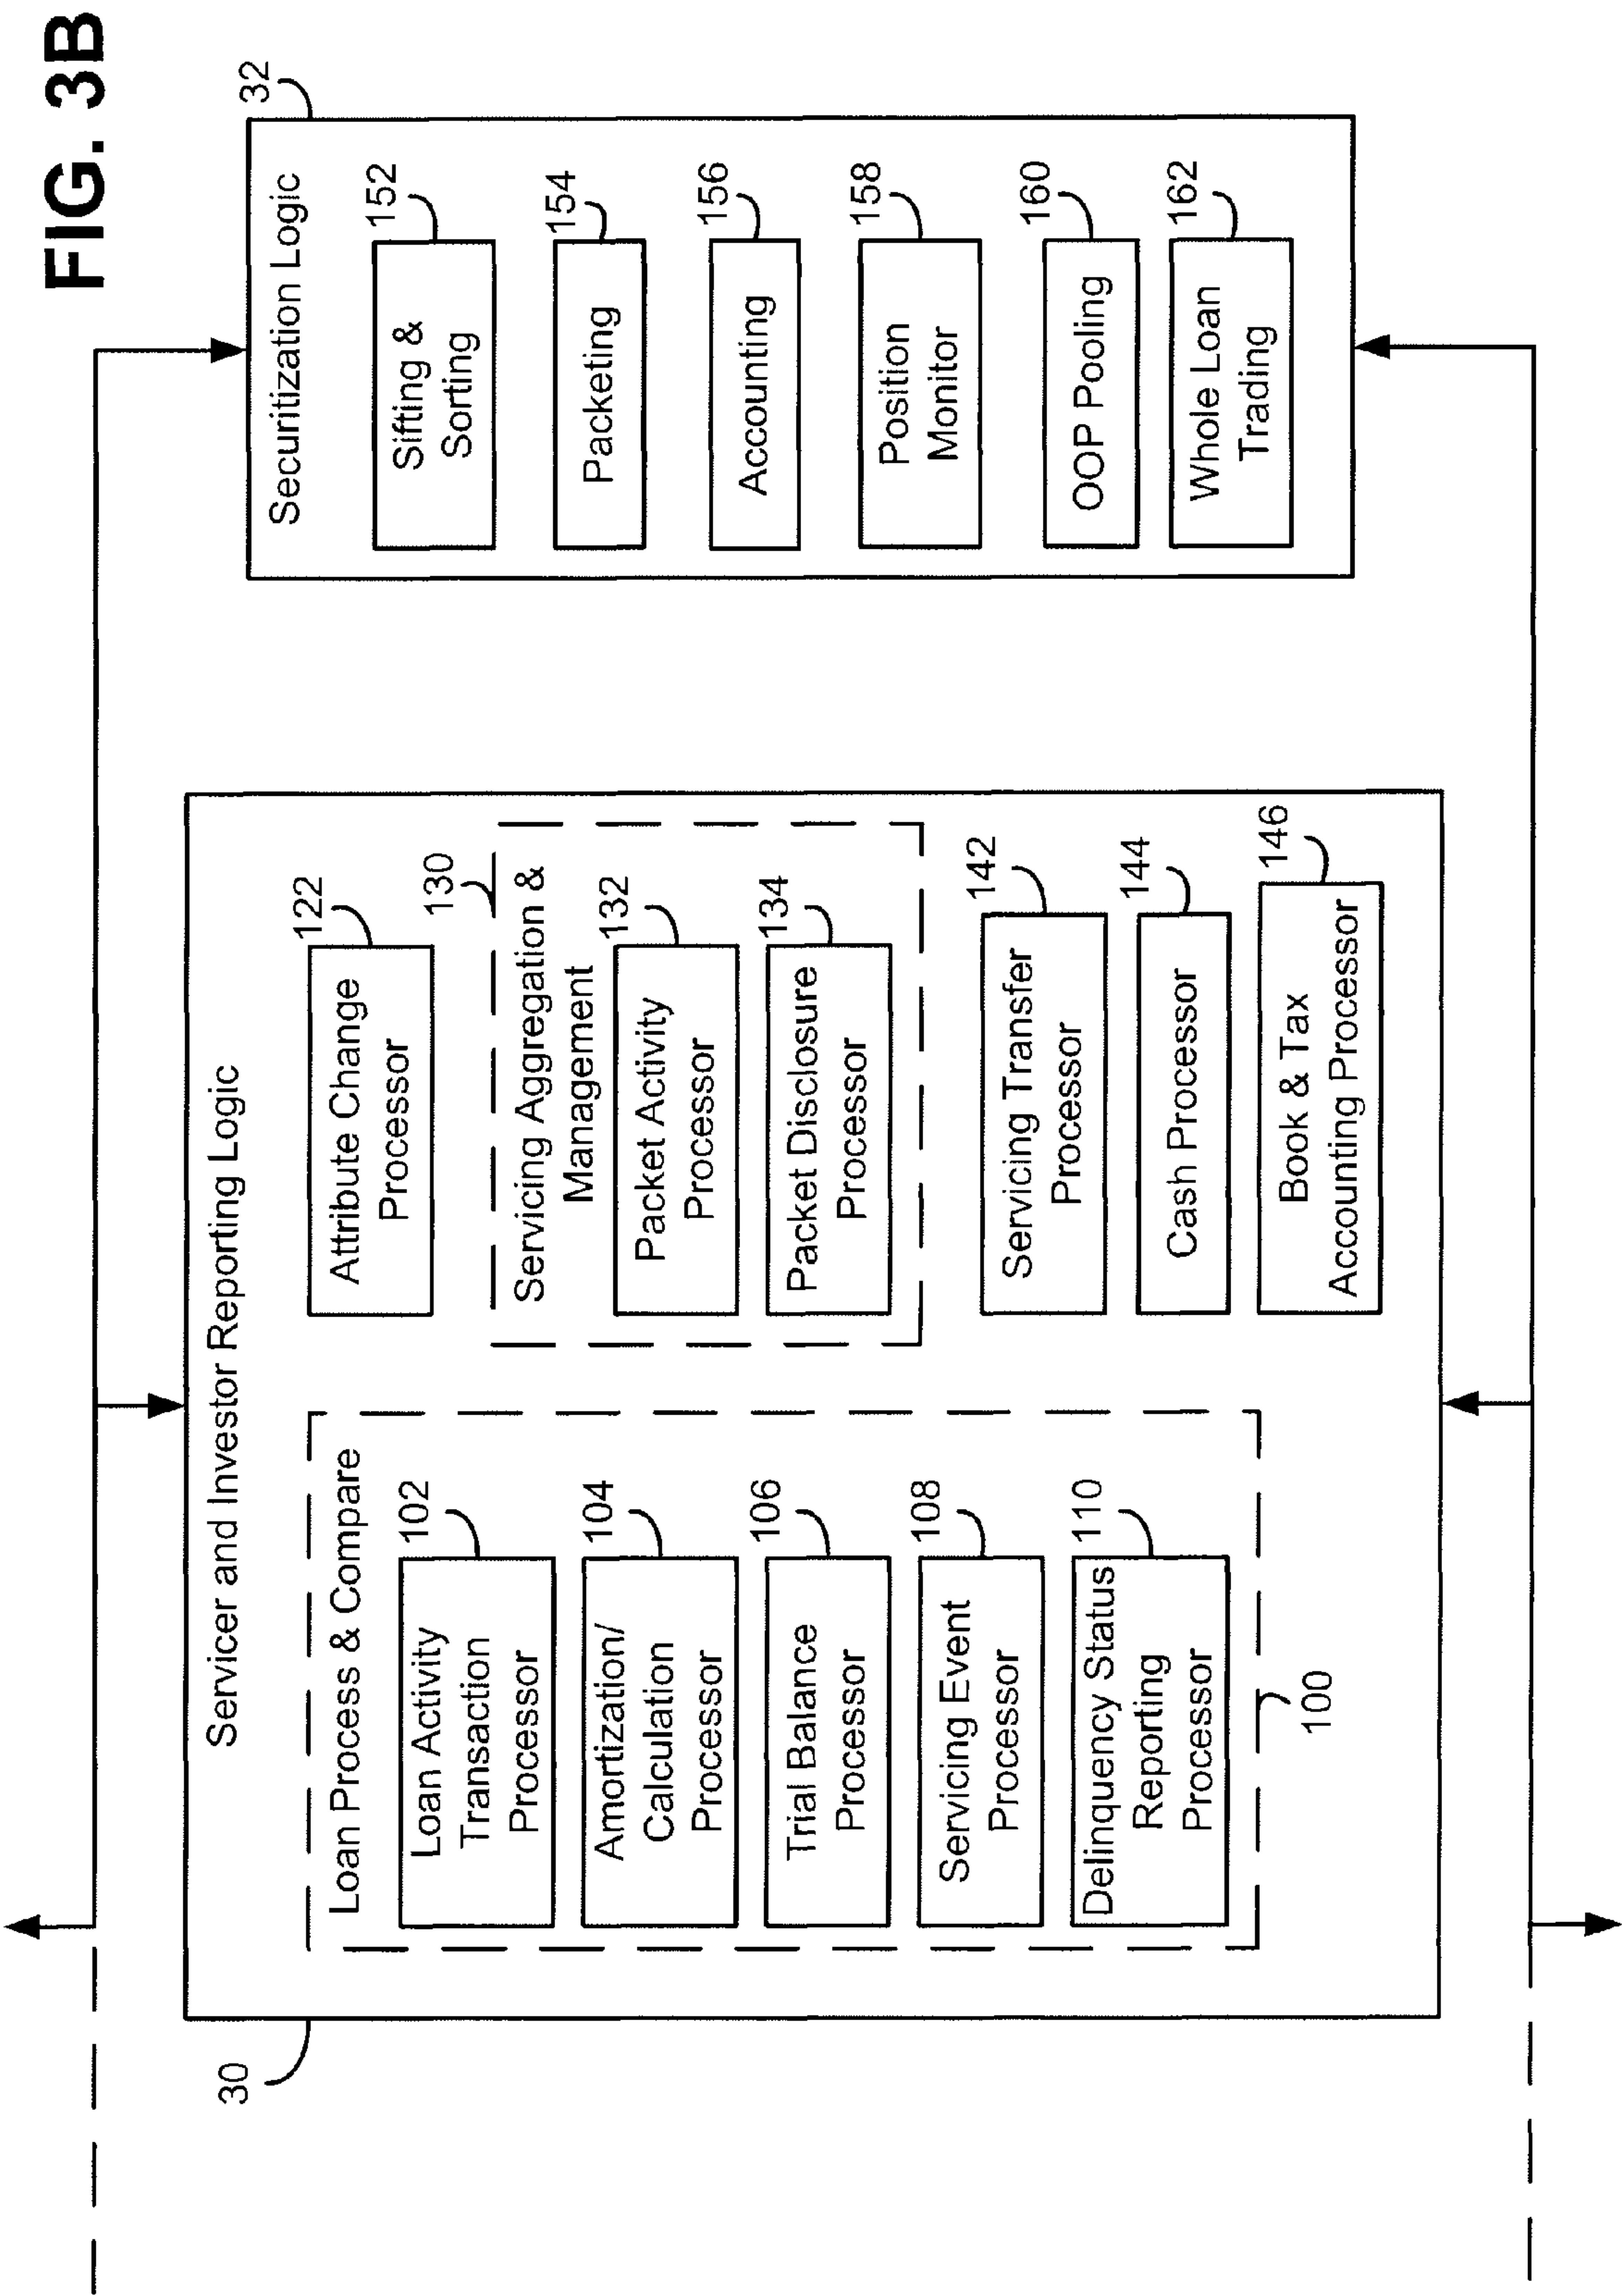 FIG. 3B
30
Servicer and Investor Reporting Logic
Loan Process & Compare
102
Loan Activity
Transaction
Processor
104
Amortization/
Calculation
Processor
106
Trial Balance
Processor
108
Servicing Event
Processor
110
Delinquency Status
Reporting
Processor
100
122
Attribute Change
Processor
130
Servicing Aggregation &
Management
132
Packet Activity
Processor
134
Packet Disclosure
Processor
142
Servicing Transfer
Processor
144
Cash Processor
146
Book & Tax
Accounting Processor
32
Securitization Logic
152
Sifting &
Sorting
154
Packeting
156
Accounting
158
Position
Monitor
160
OOP Pooling
162
Whole Loan
Trading